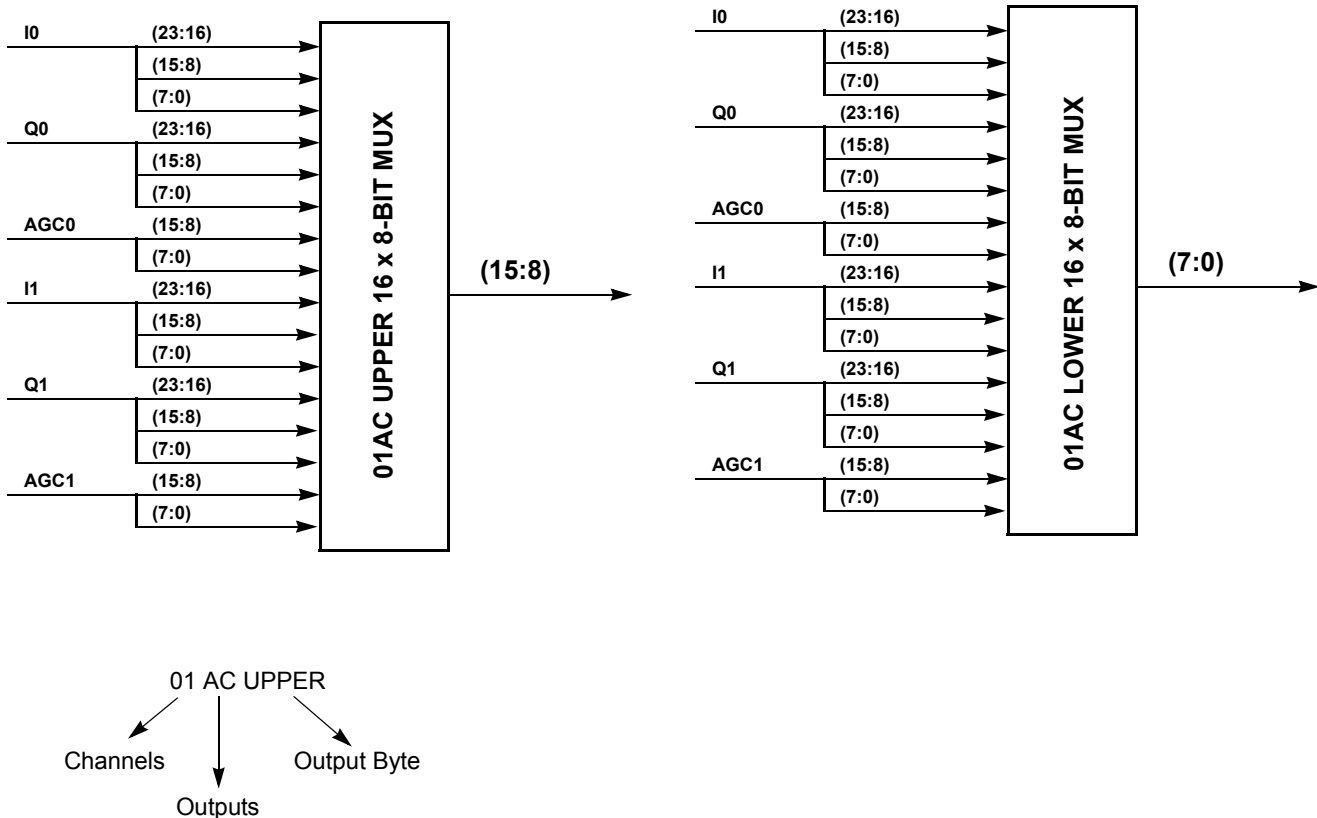 I0 (23:16)
(15:8)
(7:0)
Q0 (23:16)
(15:8)
(7:0)
AGC0 (15:8)
(7:0)
I1 (23:16)
(15:8)
(7:0)
Q1 (23:16)
(15:8)
(7:0)
AGC1 (15:8)
(7:0)
01AC UPPER 16 x 8-BIT MUX
(15:8)
I0 (23:16)
(15:8)
(7:0)
Q0 (23:16)
(15:8)
(7:0)
AGC0 (15:8)
(7:0)
I1 (23:16)
(15:8)
(7:0)
Q1 (23:16)
(15:8)
(7:0)
AGC1 (15:8)
(7:0)
01AC LOWER 16 x 8-BIT MUX
(7:0)
01 AC UPPER
Channels Output Byte
Outputs